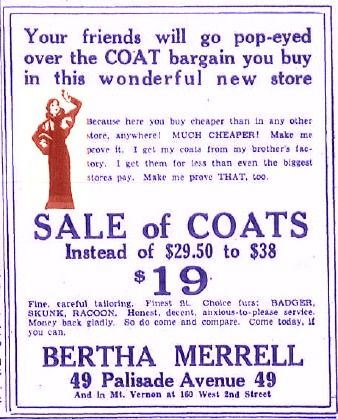 Your friends will go pop-eyed
over the COAT bargain you buy
in this wonderful new store
Because here you buy cheaper than in any other
store, anywhere! MUCH CHEAPER! Make me
prove it. I get my coats from my brother's fac-
tory. I get them for less than even the biggest
stores pay. Make me prove THAT, too.
SALE of COATS
Instead of $29.50 to $38
$19
Fine, careful tailoring. Finest fit. Choice furs: BADGER,
SKUNK, RACOON. Honest, decent, anxious-to-please service.
Money back gladly. So do come and compare. Come today, if
you can.
BERTHA MERRELL
49 Palisade Avenue 49
And in Mt. Vernon at 160 West 2nd Street